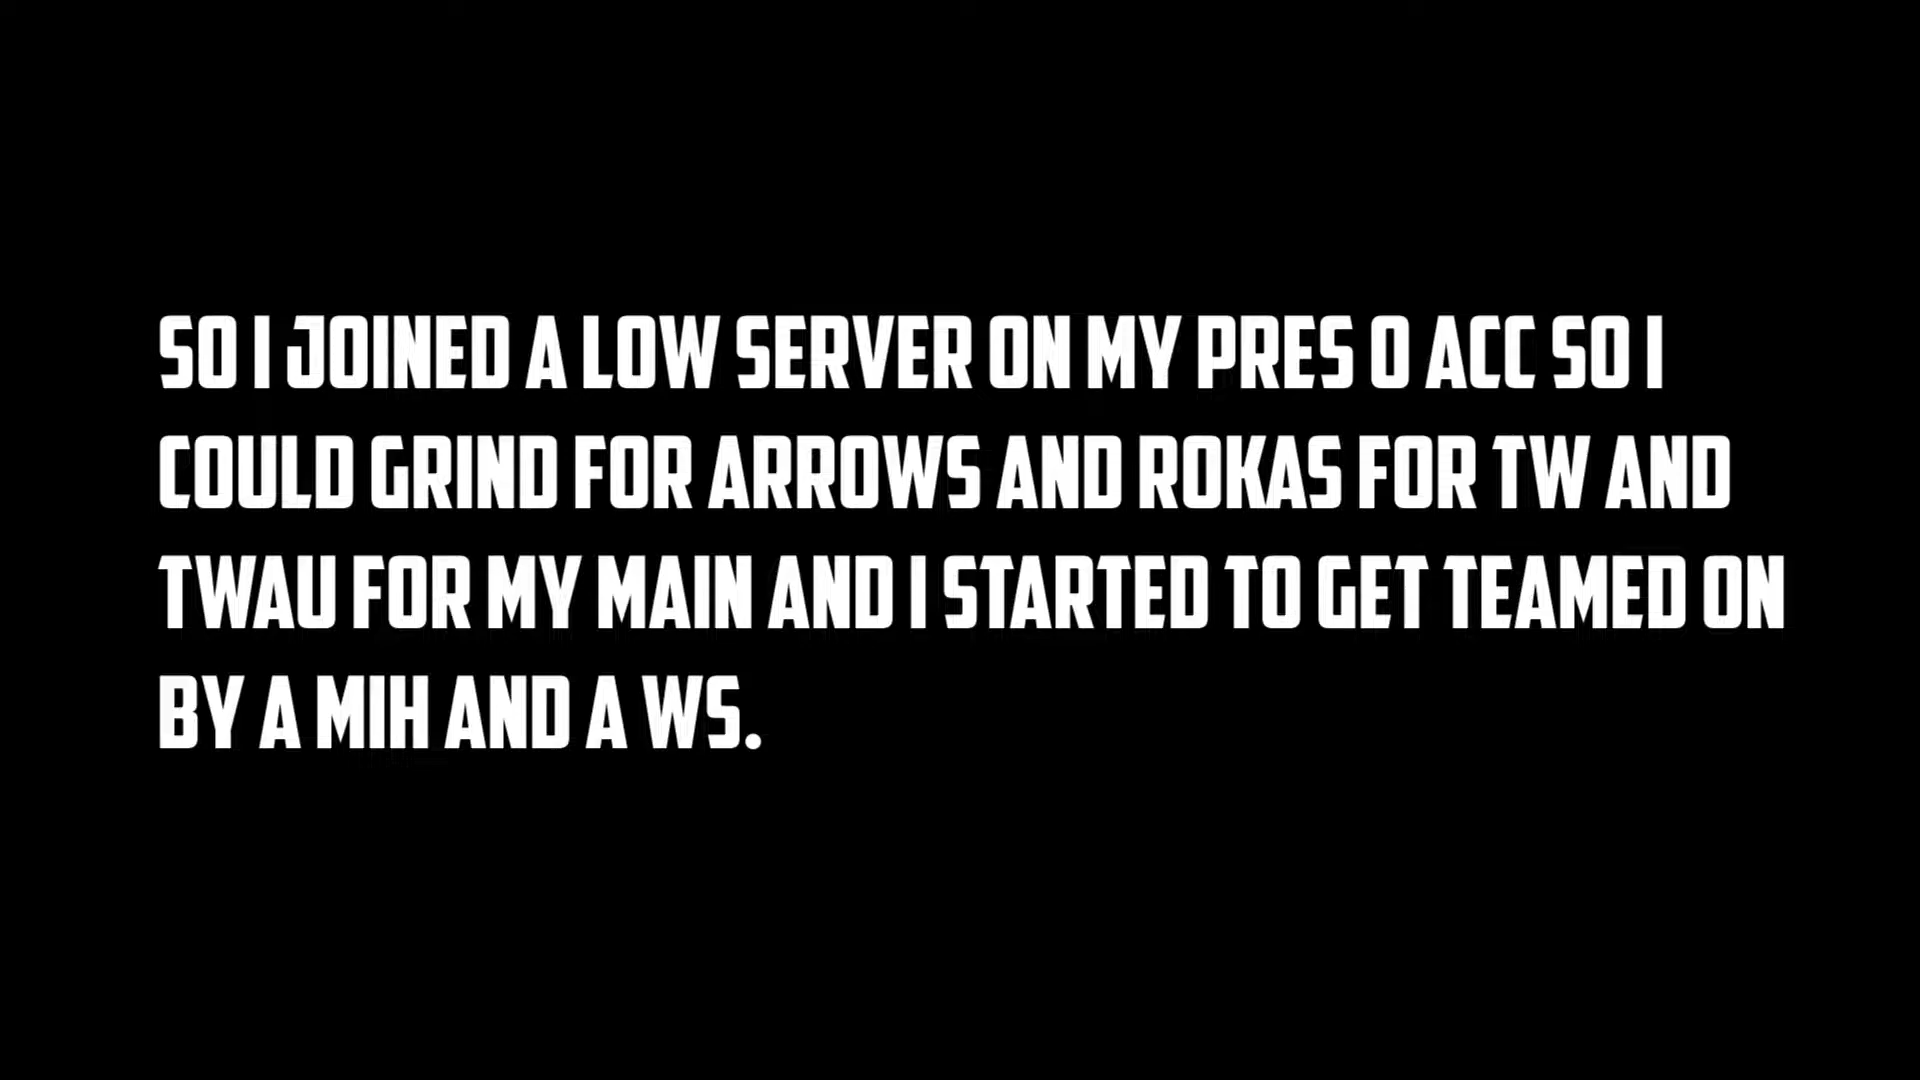 SO I JOINED A LOW SERVER ON MY PRES 0 ACC SO I
COULD GRIND FOR ARROWS AND ROKAS FOR TW AND
TWAU FOR MY MAIN AND I STARTED TO GET TEAMED ON
BY A MIH AND A WS.